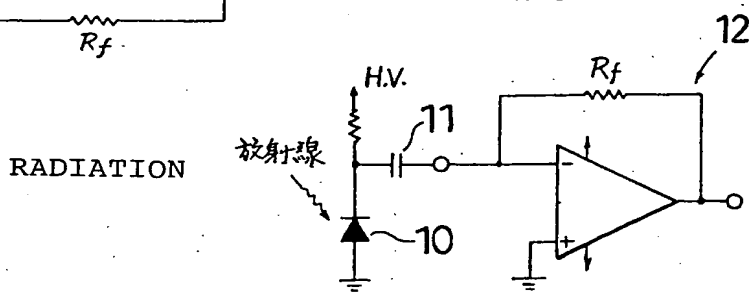 Rf
12
Rf
H.V.
11
放射線
RADIATION
10
−
+